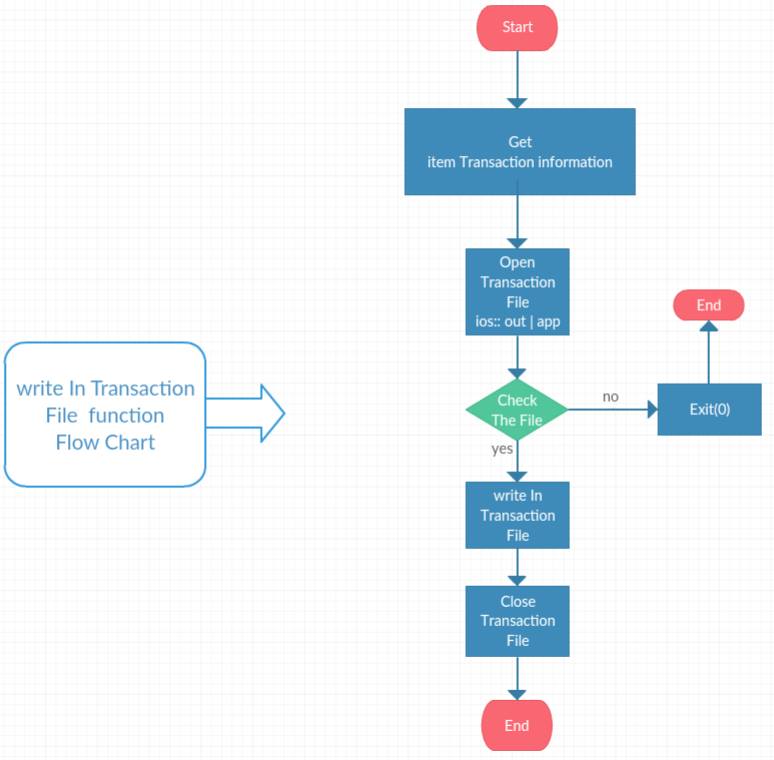 Start
Get
item Transaction information
Open
Transaction
File
ios:: out | app
End
write In Transaction
File function
Flow Chart
Check
The File
no
Exit(0)
yes
write In
Transaction
File
Close
Transaction
File
End